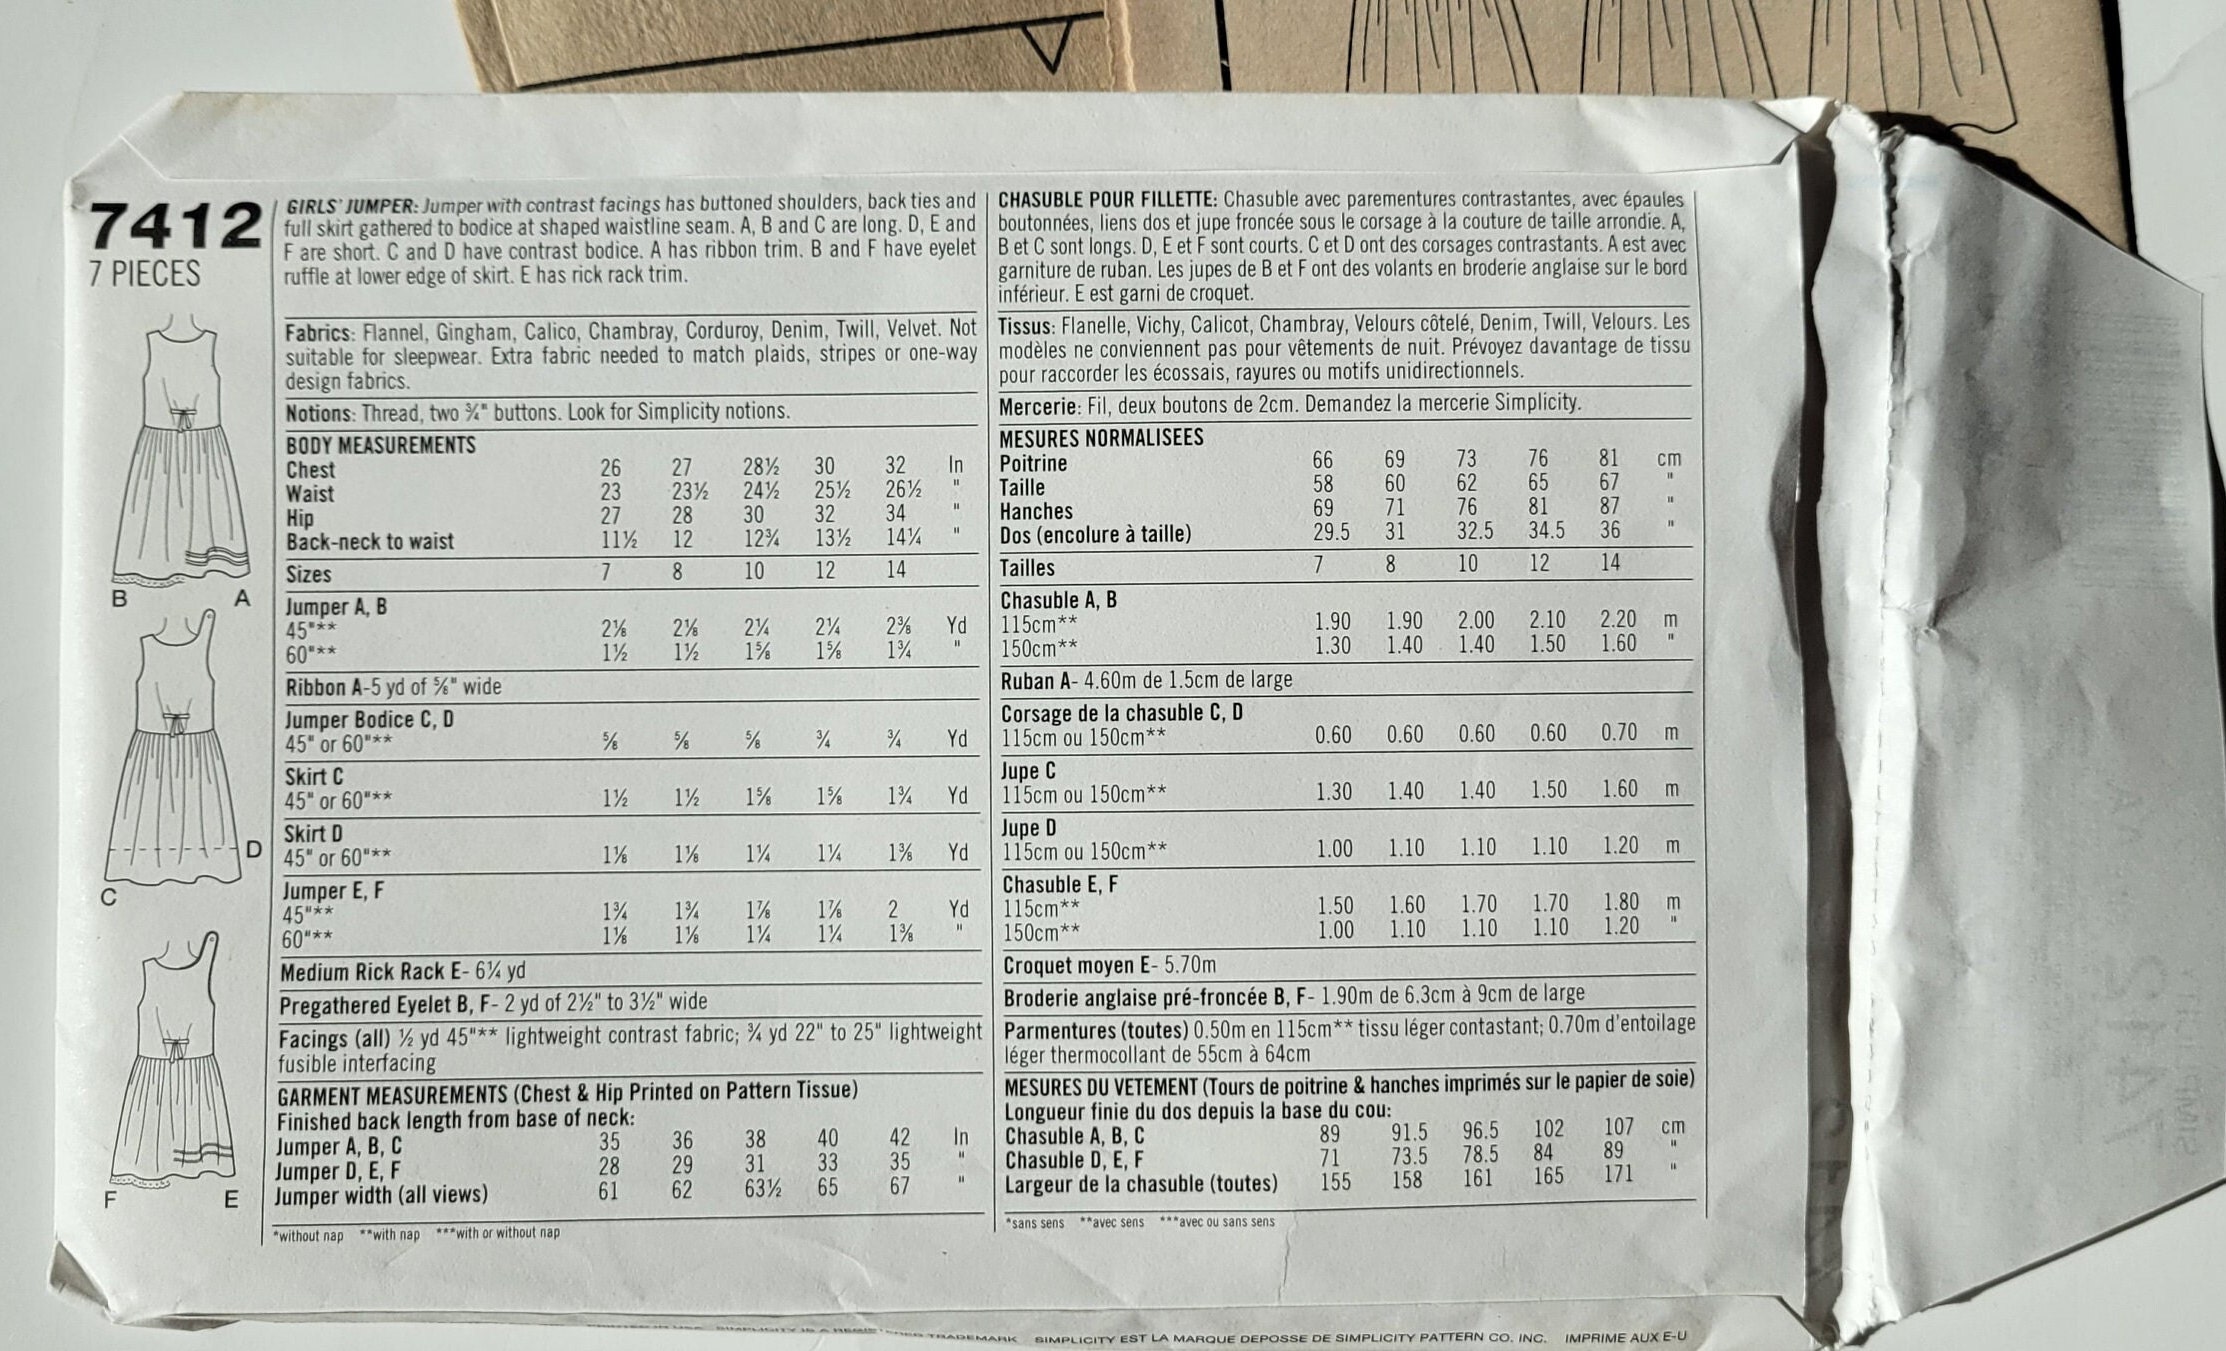 7412
7 PIECES
B
A
D
C
F
E
GIRLS' JUMPER: Jumper with contrast facings has buttoned shoulders, back ties and
full skirt gathered to bodice at shaped waistline seam. A, B and C are long. D, E and
F are short. C and D have contrast bodice. A has ribbon trim. B and F have eyelet
ruffle at lower edge of skirt. E has rick rack trim.
Fabrics: Flannel, Gingham, Calico, Chambray, Corduroy, Denim, Twill, Velvet. Not
suitable for sleepwear. Extra fabric needed to match plaids, stripes or one-way
design fabrics.
Notions: Thread, two ¾" buttons. Look for Simplicity notions.
BODY MEASUREMENTS
Chest 26 27 28½ 30 32 In
Waist 23 23½ 24½ 25½ 26½ "
Hip 27 28 30 32 34 "
Back-neck to waist 11½ 12 12¾ 13½ 14¼ "
Sizes 7 8 10 12 14
Jumper A, B
45"** 2⅛ 2⅛ 2¼ 2¼ 2⅜ Yd
60"** 1½ 1½ 1⅝ 1⅝ 1¾ "
Ribbon A-5 yd of ⅝" wide
Jumper Bodice C, D
45" or 60"** ⅝ ⅝ ⅝ ¾ ¾ Yd
Skirt C
45" or 60"** 1½ 1½ 1⅝ 1⅝ 1¾ Yd
Skirt D
45" or 60"** 1⅛ 1⅛ 1¼ 1¼ 1⅜ Yd
Jumper E, F
45"** 1¾ 1¾ 1⅞ 1⅞ 2 Yd
60"** 1⅛ 1⅛ 1¼ 1¼ 1⅜ "
Medium Rick Rack E- 6¼ yd
Pregathered Eyelet B, F- 2 yd of 2½" to 3½" wide
Facings (all) ½ yd 45"** lightweight contrast fabric; ¾ yd 22" to 25" lightweight
fusible interfacing
GARMENT MEASUREMENTS (Chest & Hip Printed on Pattern Tissue)
Finished back length from base of neck:
Jumper A, B, C 35 36 38 40 42 In
Jumper D, E, F 28 29 31 33 35 "
Jumper width (all views) 61 62 63½ 65 67 "
*without nap **with nap ***with or without nap
CHASUBLE POUR FILLETTE: Chasuble avec parementures contrastantes, avec épaules
boutonnées, liens dos et jupe froncée sous le corsage à la couture de taille arrondie. A,
B et C sont longs. D, E et F sont courts. C et D ont des corsages contrastants. A est avec
garniture de ruban. Les jupes de B et F ont des volants en broderie anglaise sur le bord
inférieur. E est garni de croquet.
Tissus: Flanelle, Vichy, Calicot, Chambray, Velours côtelé, Denim, Twill, Velours. Les
modèles ne conviennent pas pour vêtements de nuit. Prévoyez davantage de tissu
pour raccorder les écossais, rayures ou motifs unidirectionnels.
Mercerie: Fil, deux boutons de 2cm. Demandez la mercerie Simplicity.
MESURES NORMALISEES
Poitrine 66 69 73 76 81 cm
Taille 58 60 62 65 67 "
Hanches 69 71 76 81 87 "
Dos (encolure à taille) 29.5 31 32.5 34.5 36 "
Tailles 7 8 10 12 14
Chasuble A, B
115cm** 1.90 1.90 2.00 2.10 2.20 m
150cm** 1.30 1.40 1.40 1.50 1.60 "
Ruban A- 4.60m de 1.5cm de large
Corsage de la chasuble C, D
115cm ou 150cm** 0.60 0.60 0.60 0.60 0.70 m
Jupe C
115cm ou 150cm** 1.30 1.40 1.40 1.50 1.60 m
Jupe D
115cm ou 150cm** 1.00 1.10 1.10 1.10 1.20 m
Chasuble E, F
115cm** 1.50 1.60 1.70 1.70 1.80 m
150cm** 1.00 1.10 1.10 1.10 1.20 "
Croquet moyen E- 5.70m
Broderie anglaise pré-froncée B, F- 1.90m de 6.3cm à 9cm de large
Parmentures (toutes) 0.50m en 115cm** tissu léger contastant; 0.70m d'entoilage
léger thermocollant de 55cm à 64cm
MESURES DU VETEMENT (Tours de poitrine & hanches imprimés sur le papier de soie)
Longueur finie du dos depuis la base du cou:
Chasuble A, B, C 89 91.5 96.5 102 107 cm
Chasuble D, E, F 71 73.5 78.5 84 89 "
Largeur de la chasuble (toutes) 155 158 161 165 171 "
*sans sens **avec sens ***avec ou sans sens
TRADEMARK SIMPLICITY EST LA MARQUE DEPOSSE DE SIMPLICITY PATTERN CO. INC. IMPRIME AUX E-U